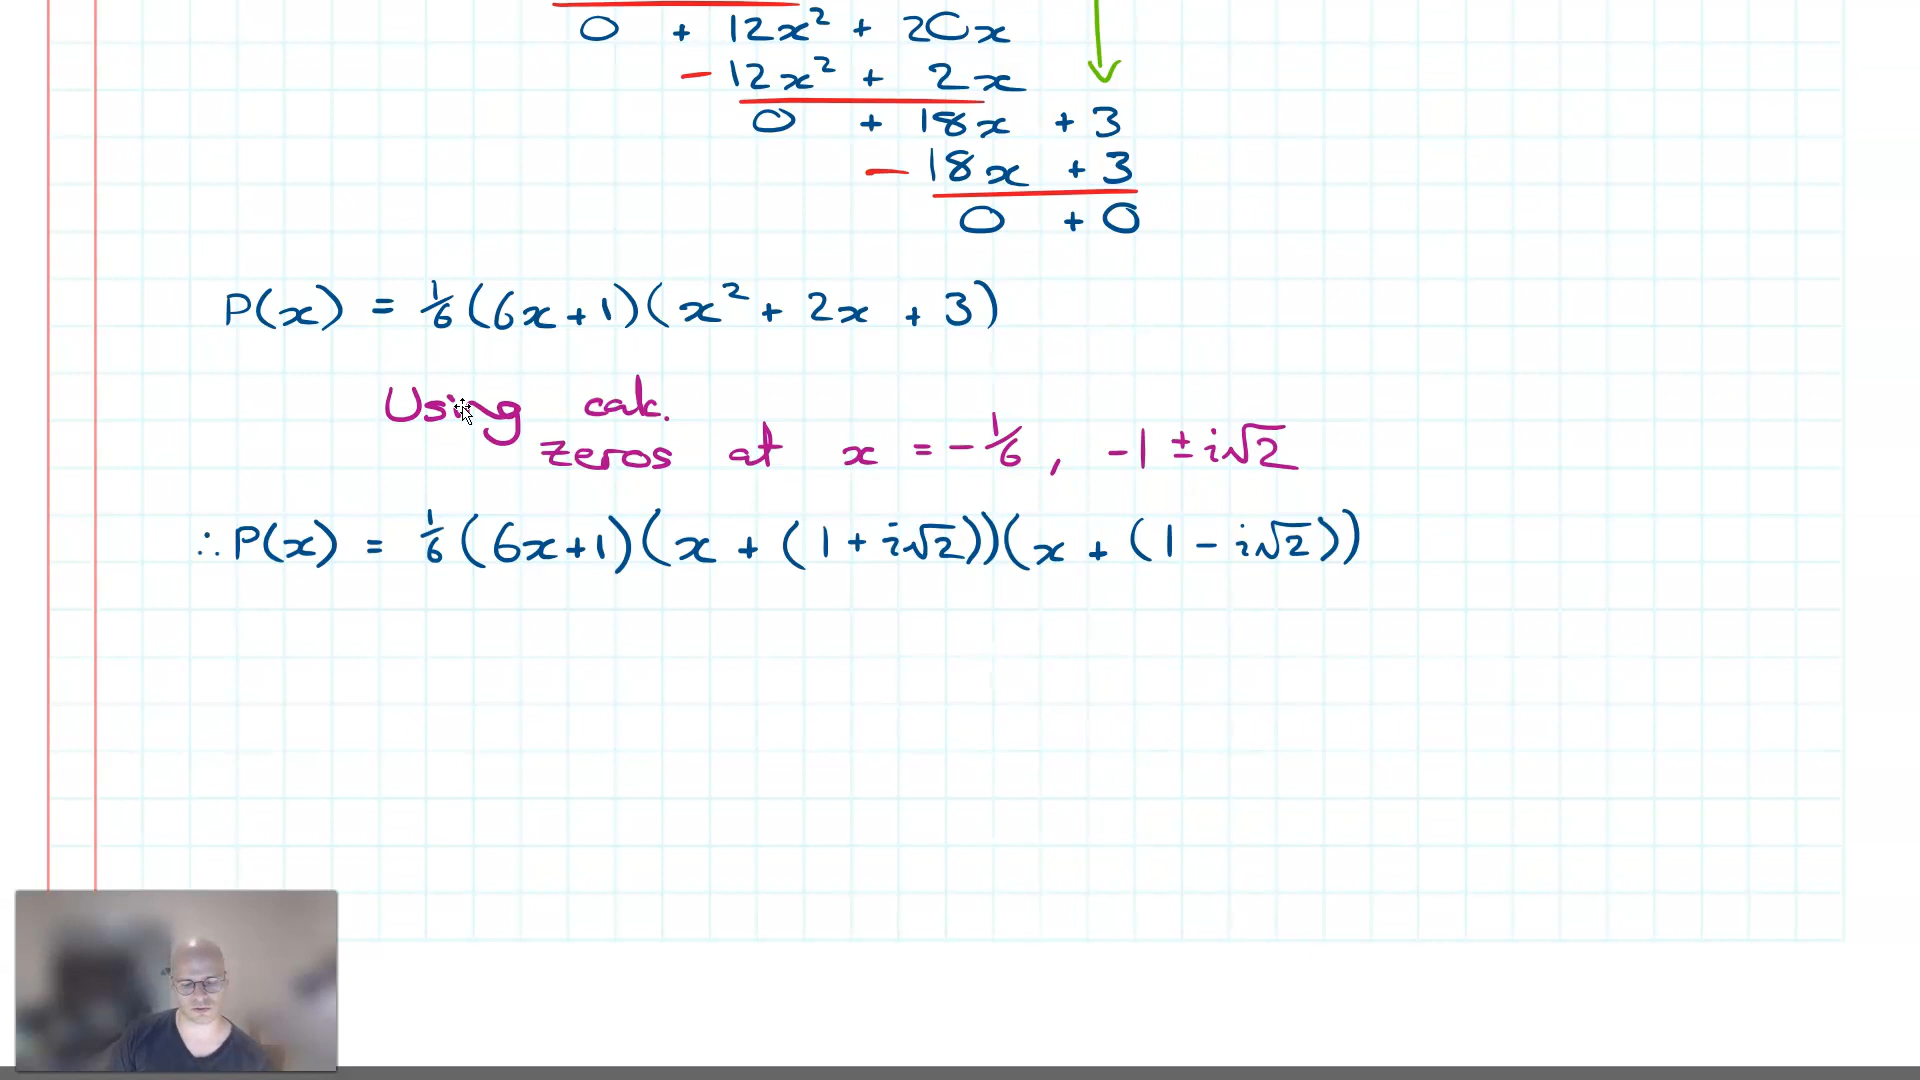 0 + 12x² + 20x
- 12x² + 2x
0 + 18x + 3
- 18x + 3
0 + 0
P(x) = 1/6(6x+1)(x² + 2x + 3)
Using calc.
zeros at x = -1/6, -1 ± i√2
∴ P(x) = 1/6(6x+1)(x + (1 + i√2))(x + (1 - i√2))